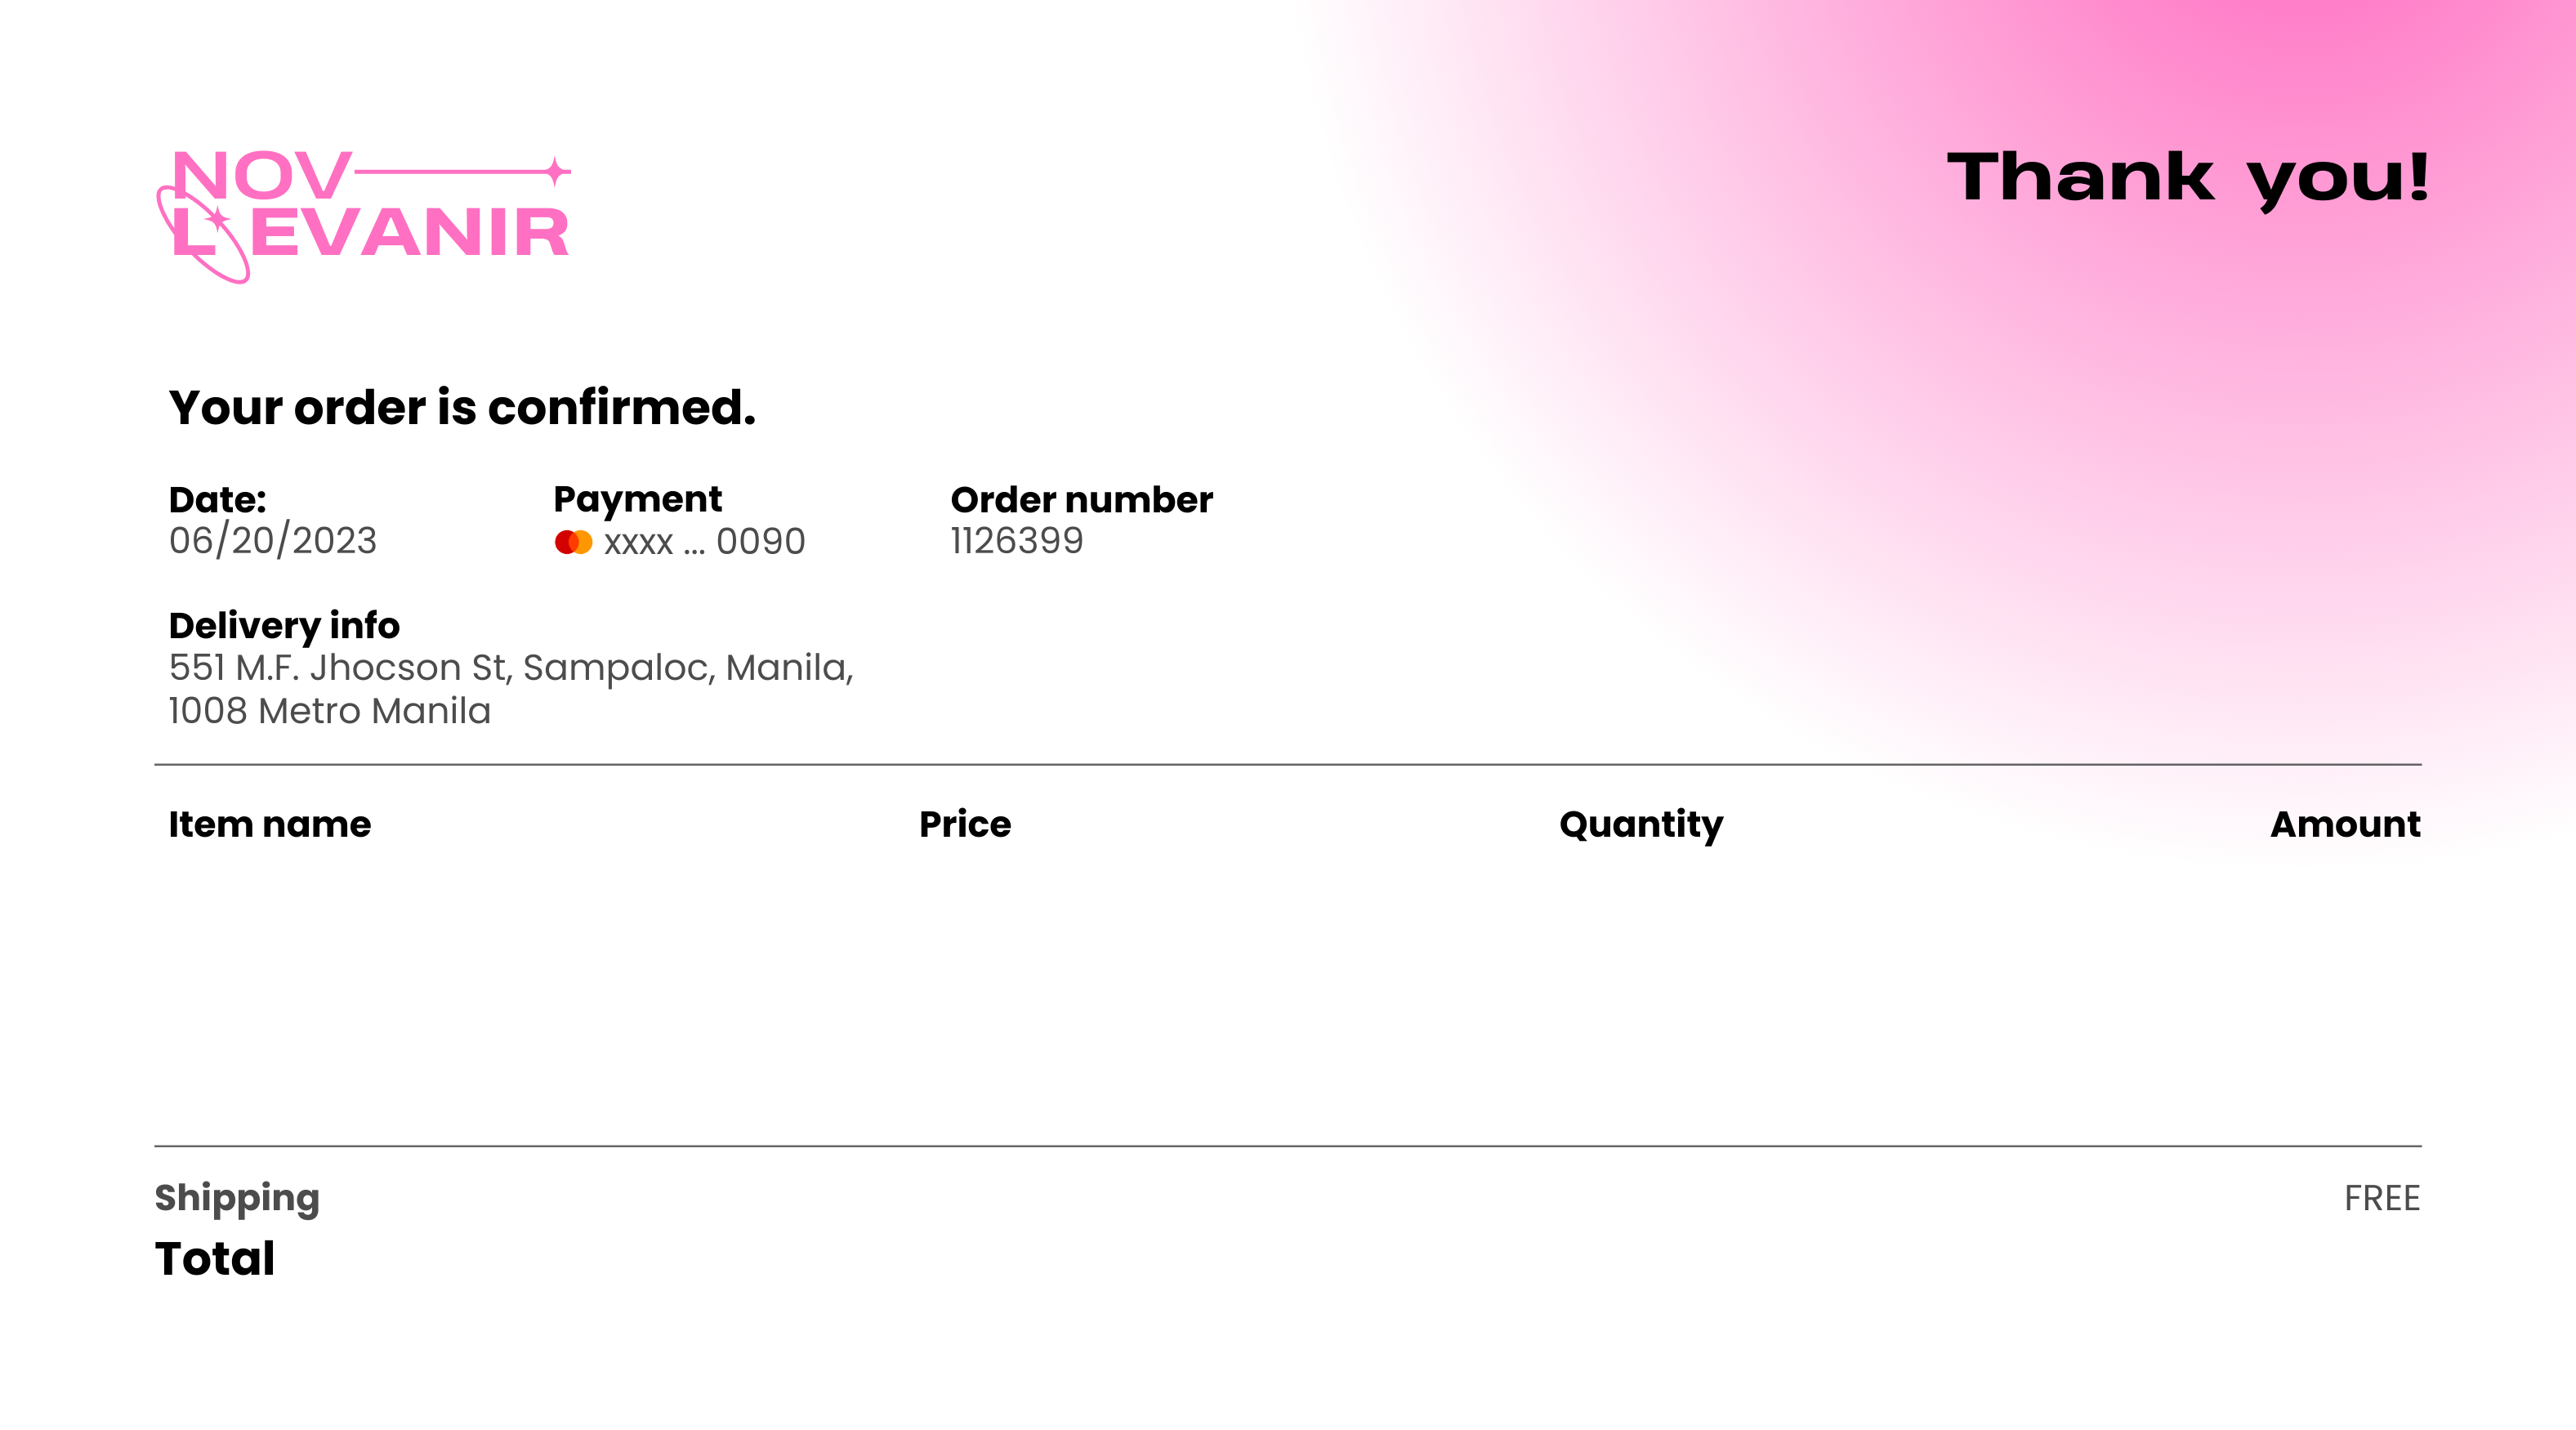 NOV
LEVANIR
Thank you!
Your order is confirmed.
Date:
06/20/2023
Payment
xxxx ... 0090
Order number
1126399
Delivery info
551 M.F. Jhocson St, Sampaloc, Manila,
1008 Metro Manila
Item name Price Quantity Amount
Shipping FREE
Total